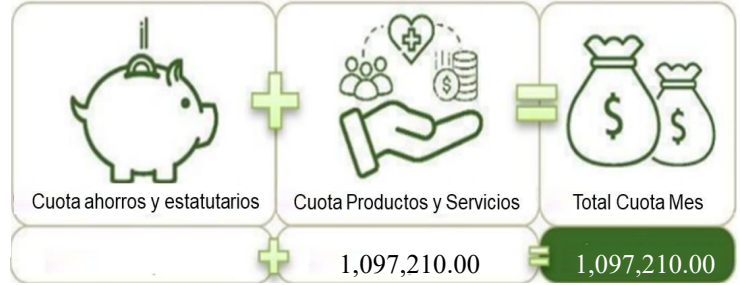 Cuota ahorros y estatutarios
Cuota Productos y Servicios
Total Cuota Mes
1,097,210.00
1,097,210.00